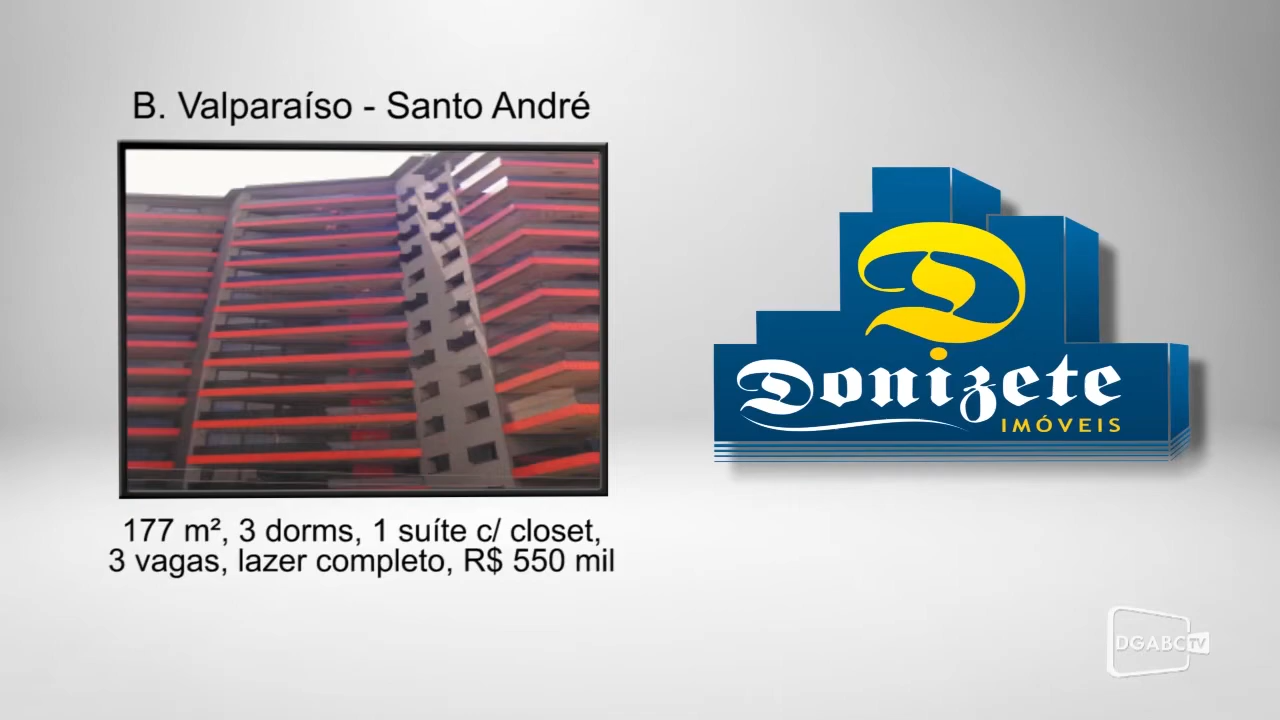 B. Valparaíso - Santo André
177 m², 3 dorms, 1 suíte c/ closet,
3 vagas, lazer completo, R$ 550 mil
D
Donizete
IMÓVEIS
DGABC TV